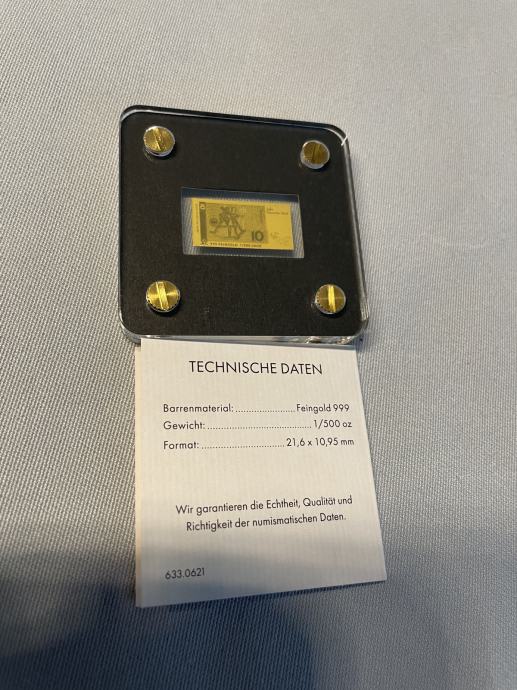 10
TECHNISCHE DATEN
Barrenmaterial: ...................... Feingold 999
Gewicht: ....................................... 1/500 oz
Format: ............................... 21,6 x 10,95 mm
Wir garantieren die Echtheit, Qualität und
Richtigkeit der numismatischen Daten.
633.0621